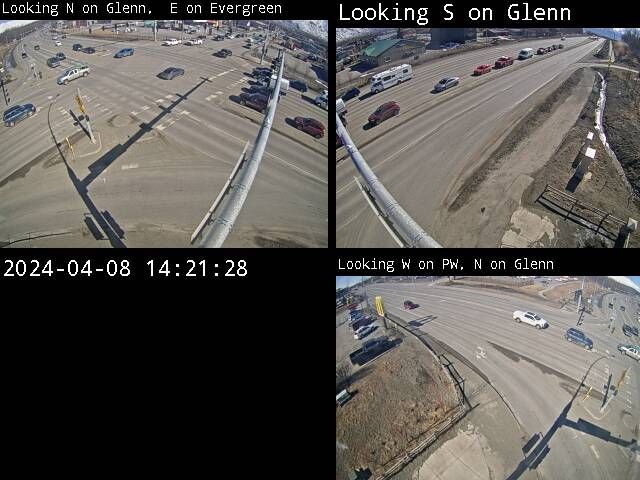 Looking N on Glenn,  E on Evergreen
Looking S on Glenn
2024-04-08 14:21:28
Looking W on PW, N on Glenn